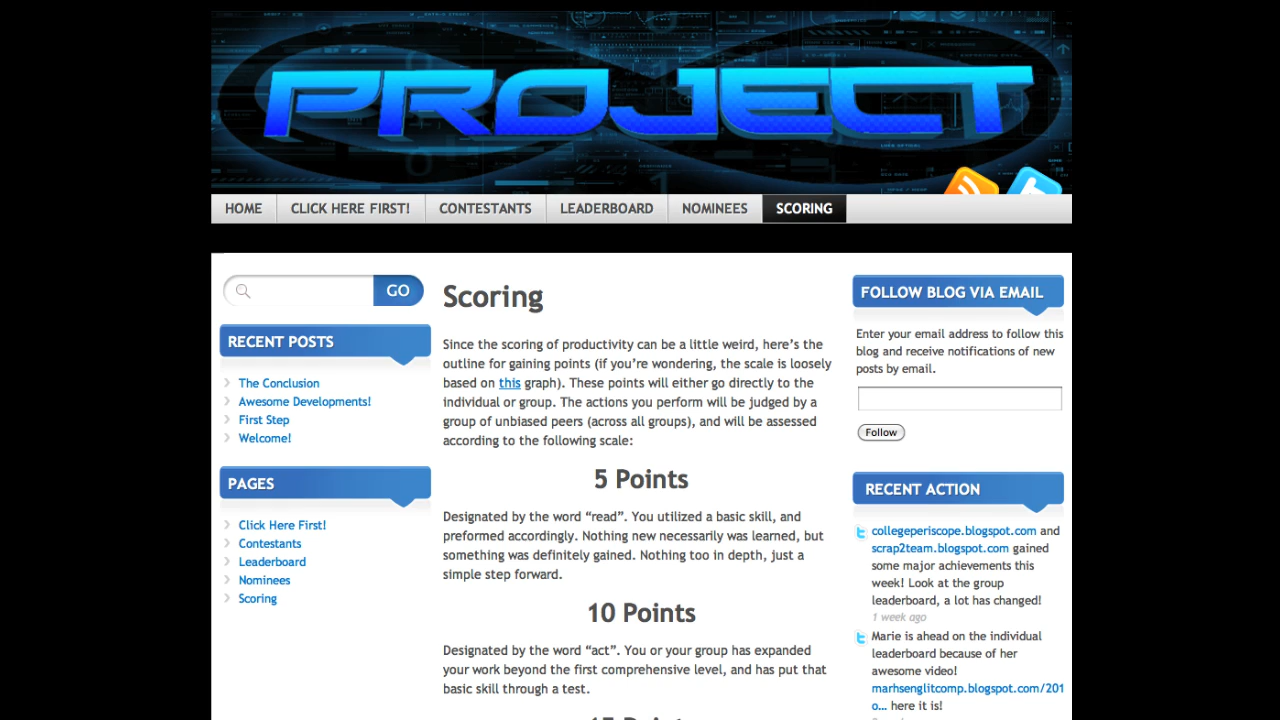 PROJECT
HOME
CLICK HERE FIRST!
CONTESTANTS
LEADERBOARD
NOMINEES
SCORING
GO
RECENT POSTS
The Conclusion
Awesome Developments!
First Step
Welcome!
PAGES
Click Here First!
Contestants
Leaderboard
Nominees
Scoring
Scoring
Since the scoring of productivity can be a little weird, here’s the
outline for gaining points (if you’re wondering, the scale is loosely
based on this graph). These points will either go directly to the
individual or group. The actions you perform will be judged by a
group of unbiased peers (across all groups), and will be assessed
according to the following scale:
5 Points
Designated by the word “read”. You utilized a basic skill, and
preformed accordingly. Nothing new necessarily was learned, but
something was definitely gained. Nothing too in depth, just a
simple step forward.
10 Points
Designated by the word “act”. You or your group has expanded
your work beyond the first comprehensive level, and has put that
basic skill through a test.
FOLLOW BLOG VIA EMAIL
Enter your email address to follow this
blog and receive notifications of new
posts by email.
Follow
RECENT ACTION
collegeperiscope.blogspot.com and
scrap2team.blogspot.com gained
some major achievements this
week! Look at the group
leaderboard, a lot has changed!
1 week ago
Marie is ahead on the individual
leaderboard because of her
awesome video!
marhsenglitcomp.blogspot.com/201
o… here it is!